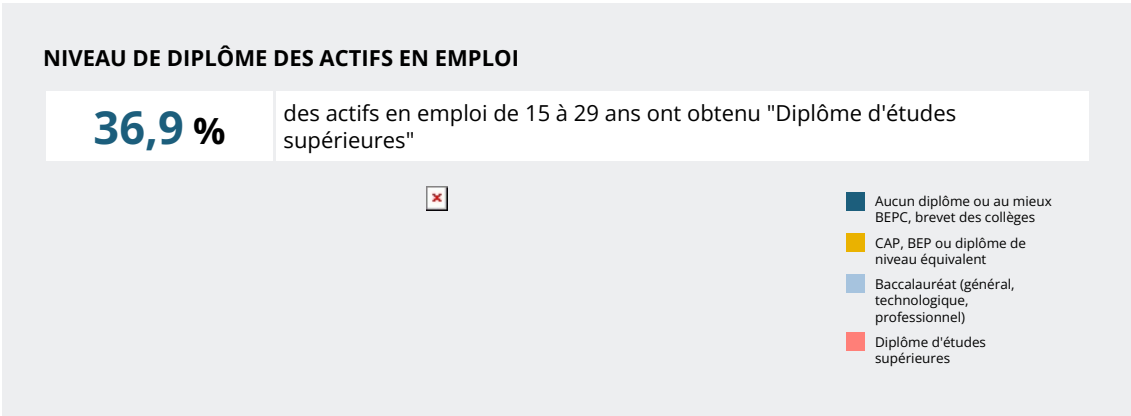 NIVEAU DE DIPLÔME DES ACTIFS EN EMPLOI
36,9 %
des actifs en emploi de 15 à 29 ans ont obtenu "Diplôme d'études
supérieures"
Aucun diplôme ou au mieux
BEPC, brevet des collèges
CAP, BEP ou diplôme de
niveau équivalent
Baccalauréat (général,
technologique,
professionnel)
Diplôme d'études
supérieures